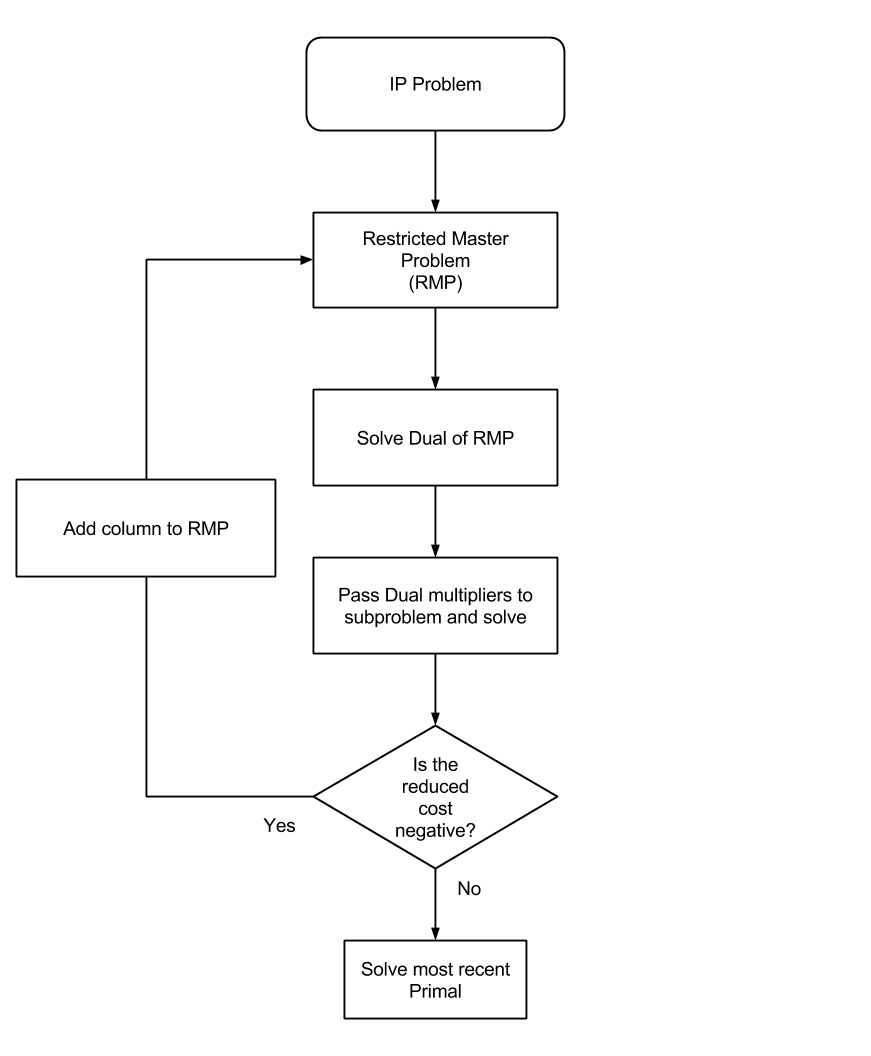 IP Problem
Restricted Master
Problem
(RMP)
Solve Dual of RMP
Add column to RMP
Pass Dual multipliers to
subproblem and solve
Is the
reduced
cost
negative?
Yes
No
Solve most recent
Primal